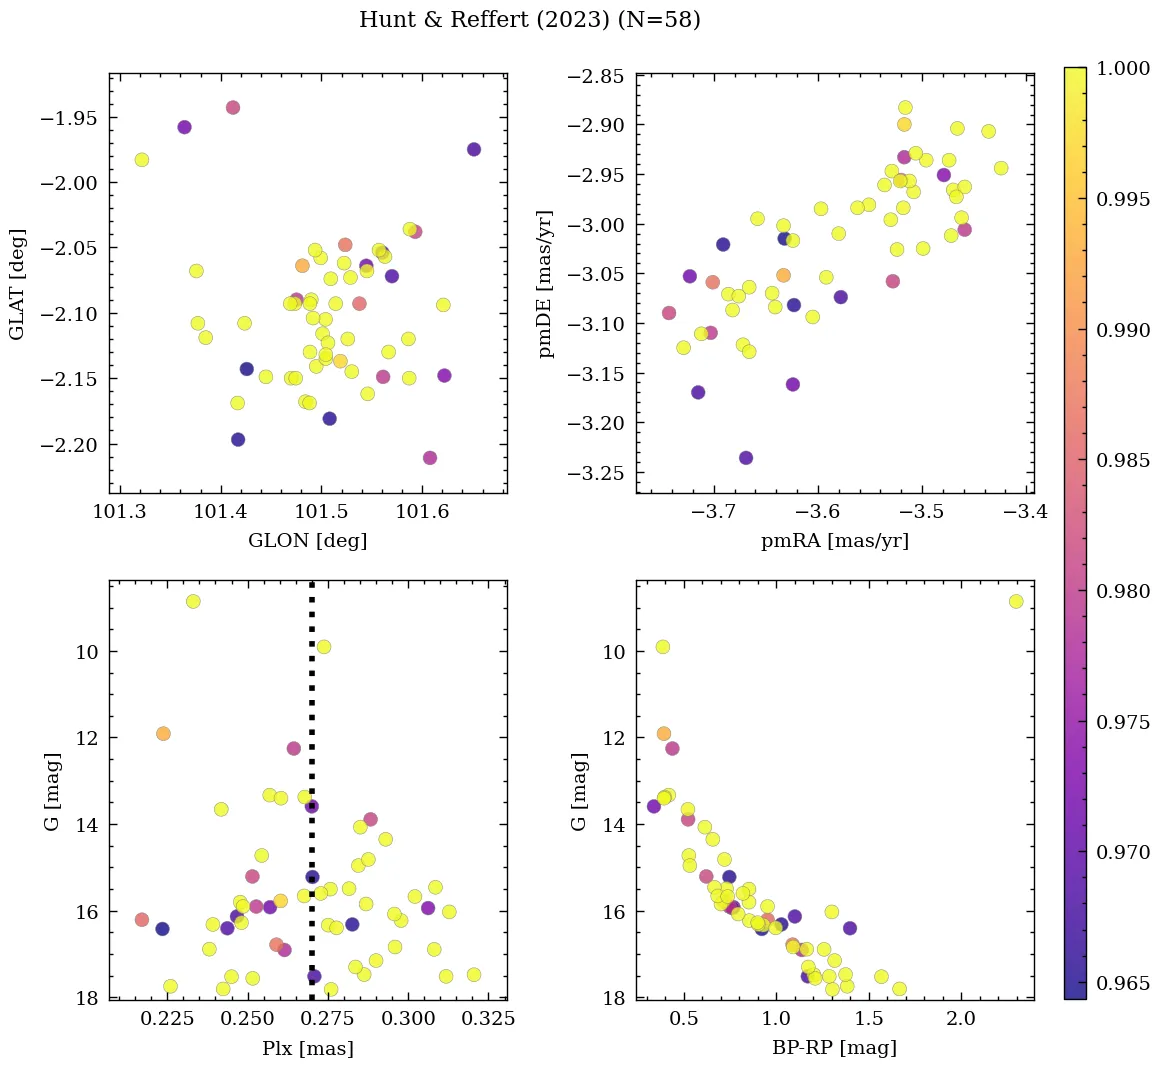 Hunt & Reffert (2023) (N=58)
GLAT [deg]
−1.95
−2.00
−2.05
−2.10
−2.15
−2.20
101.3 101.4 101.5 101.6
GLON [deg]
pmDE [mas/yr]
−2.85
−2.90
−2.95
−3.00
−3.05
−3.10
−3.15
−3.20
−3.25
−3.7 −3.6 −3.5 −3.4
pmRA [mas/yr]
G [mag]
10
12
14
16
18
0.225 0.250 0.275 0.300 0.325
Plx [mas]
G [mag]
10
12
14
16
18
0.5 1.0 1.5 2.0
BP-RP [mag]
1.000
0.995
0.990
0.985
0.980
0.975
0.970
0.965